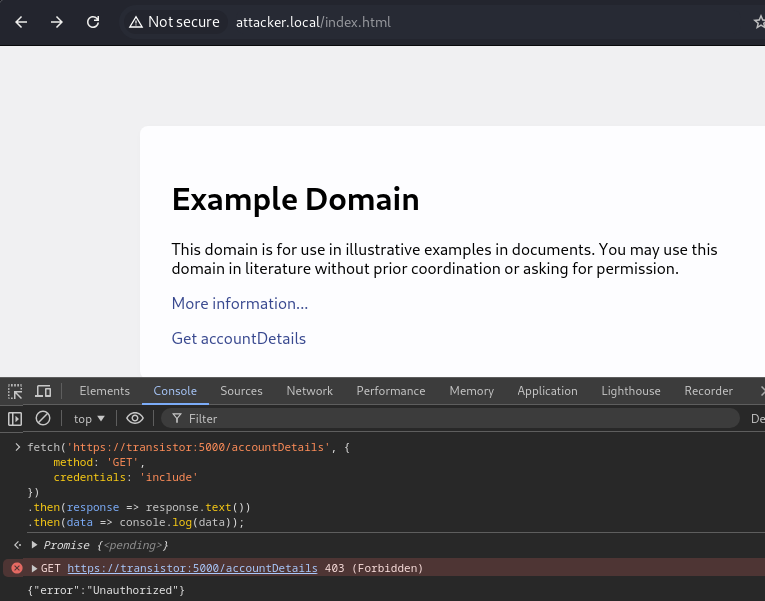 Not secure attacker.local/index.html
Example Domain
This domain is for use in illustrative examples in documents. You may use this
domain in literature without prior coordination or asking for permission.
More information...
Get accountDetails
Elements Console Sources Network Performance Memory Application Lighthouse Recorder
top Filter De
fetch('https://transistor:5000/accountDetails', {
method: 'GET',
credentials: 'include'
})
.then(response => response.text())
.then(data => console.log(data));
Promise {<pending>}
GET https://transistor:5000/accountDetails 403 (Forbidden)
{"error":"Unauthorized"}